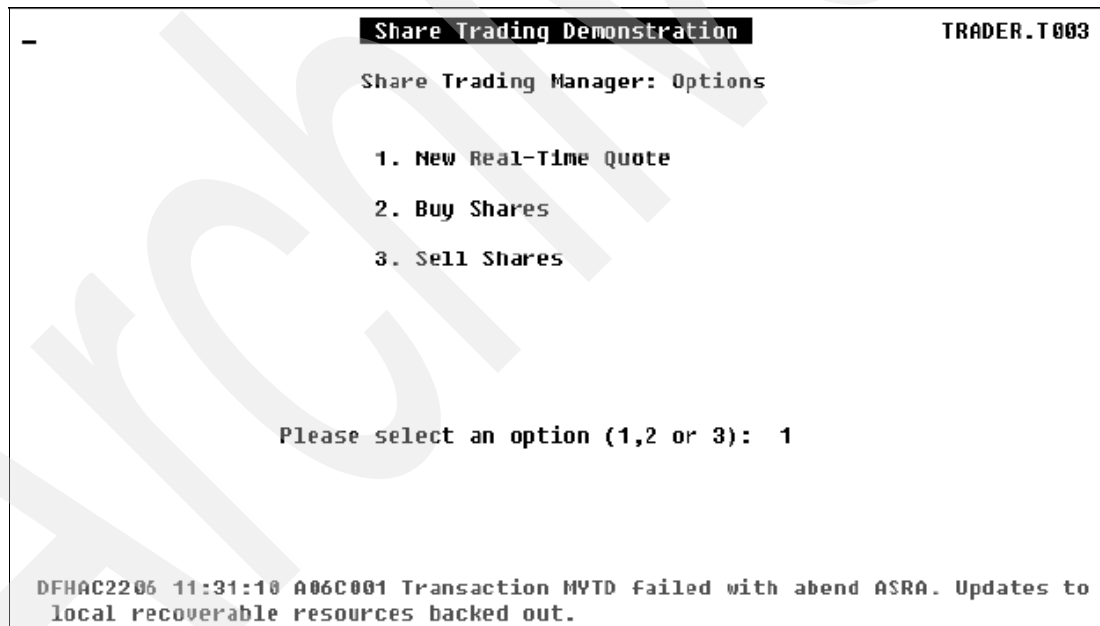 Share Trading Demonstration TRADER.T003
Share Trading Manager: Options
1. New Real-Time Quote
2. Buy Shares
3. Sell Shares
Please select an option (1,2 or 3): 1
DFHAC2206 11:31:10 A06C001 Transaction MYTD failed with abend ASRA. Updates to
local recoverable resources backed out.